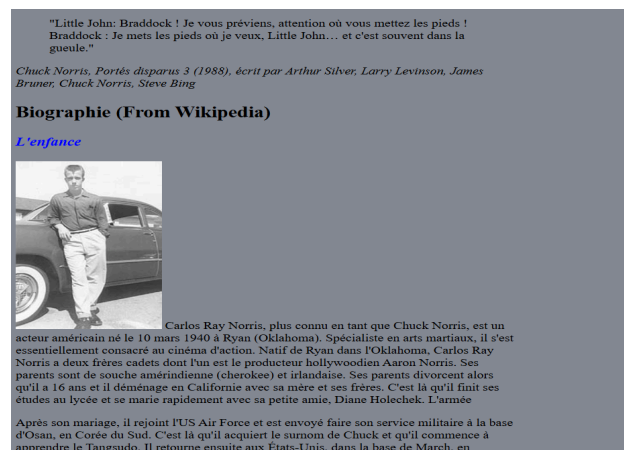 "Little John: Braddock ! Je vous préviens, attention où vous mettez les pieds !
Braddock : Je mets les pieds où je veux, Little John… et c'est souvent dans la
gueule."
Chuck Norris, Portés disparus 3 (1988), écrit par Arthur Silver, Larry Levinson, James
Bruner, Chuck Norris, Steve Bing
Biographie (From Wikipedia)
L'enfance
Carlos Ray Norris, plus connu en tant que Chuck Norris, est un
acteur américain né le 10 mars 1940 à Ryan (Oklahoma). Spécialiste en arts martiaux, il s'est
essentiellement consacré au cinéma d'action. Natif de Ryan dans l'Oklahoma, Carlos Ray
Norris a deux frères cadets dont l'un est le producteur hollywoodien Aaron Norris. Ses
parents sont de souche amérindienne (cherokee) et irlandaise. Ses parents divorcent alors
qu'il a 16 ans et il déménage en Californie avec sa mère et ses frères. C'est là qu'il finit ses
études au lycée et se marie rapidement avec sa petite amie, Diane Holechek. L'armée
Après son mariage, il rejoint l'US Air Force et est envoyé faire son service militaire à la base
d'Osan, en Corée du Sud. C'est là qu'il acquiert le surnom de Chuck et qu'il commence à
apprendre le Tangsudo. Il retourne ensuite aux États-Unis, dans la base de March, en